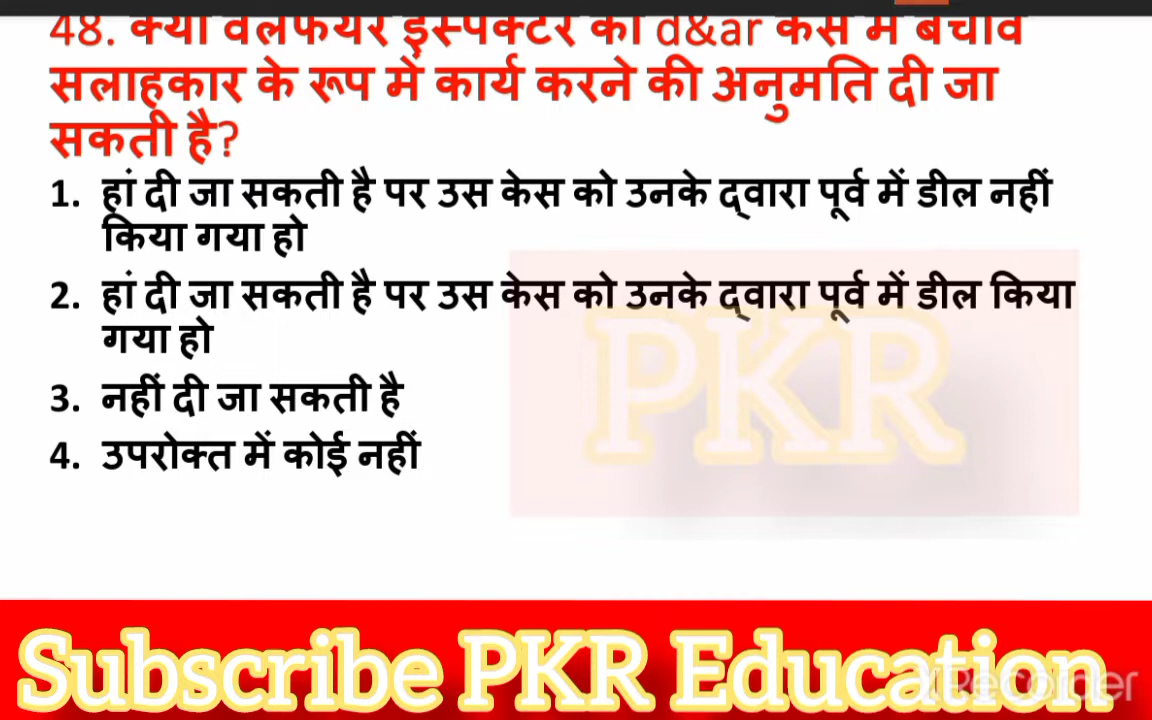 48. क्या वेलफेयर इंस्पेक्टर को d&ar केस में बचाव
सलाहकार के रूप में कार्य करने की अनुमति दी जा
सकती है?
1. हां दी जा सकती है पर उस केस को उनके द्वारा पूर्व में डील नहीं
किया गया हो
2. हां दी जा सकती है पर उस केस को उनके द्वारा पूर्व में डील किया
गया हो
3. नहीं दी जा सकती है
4. उपरोक्त में कोई नहीं
PKR
Subscribe PKR Education
Recorder